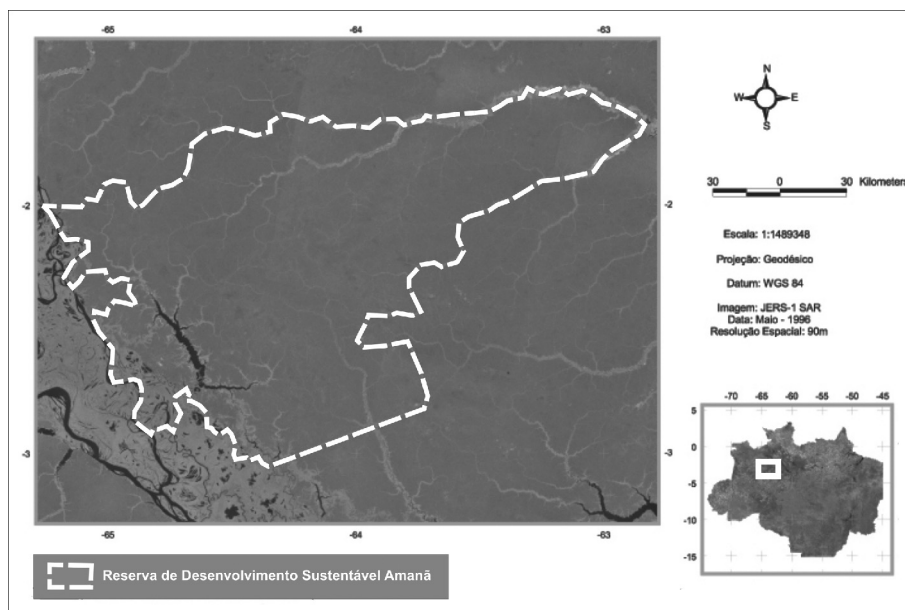 -65 -64 -63
N
W E
S
-2 -2
30 0 30 Kilometers
Escala: 1:1489348
Projeção: Geodésico
Datum: WGS 84
Imagem: JERS-1 SAR
Data: Maio - 1996
Resolução Espacial: 90m
-70 -65 -60 -55 -50 -45
5
0
-5
-10
-15
-3 -3
-65 -64 -63
Reserva de Desenvolvimento Sustentável Amanã